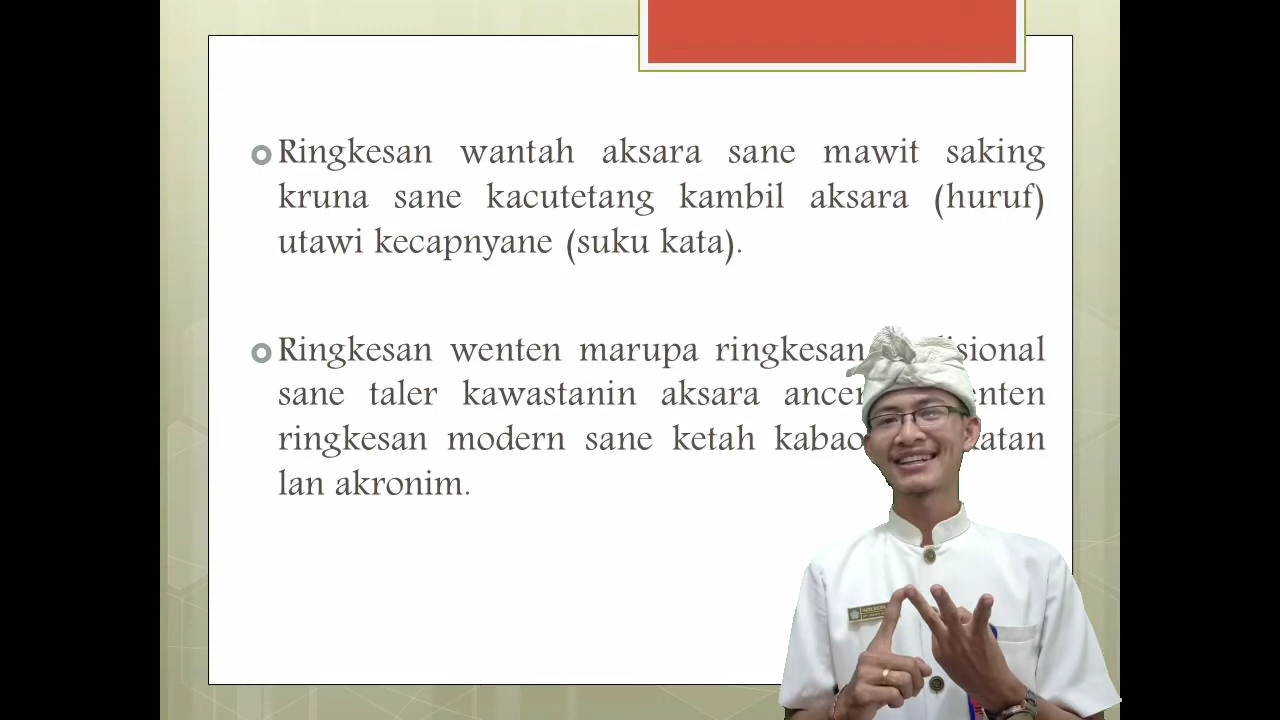 Ringkesan wantah aksara sane mawit saking
kruna sane kacutetang kambil aksara (huruf)
utawi kecapnyane (suku kata).
Ringkesan wenten marupa ringkesan
sane taler kawastanin aksara
ringkesan modern sane ketah
lan akronim.